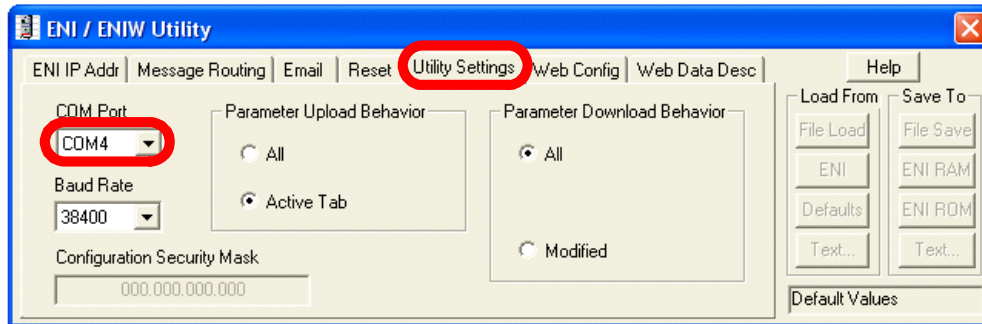 ENI / ENIW Utility
ENI IP Addr Message Routing Email Reset Utility Settings Web Config Web Data Desc Help
COM Port Parameter Upload Behavior Parameter Download Behavior Load From Save To
COM4 All All File Load File Save
ENI ENI RAM
Baud Rate
38400 Active Tab Defaults ENI ROM
Configuration Security Mask Modified Text... Text...
000.000.000.000 Default Values